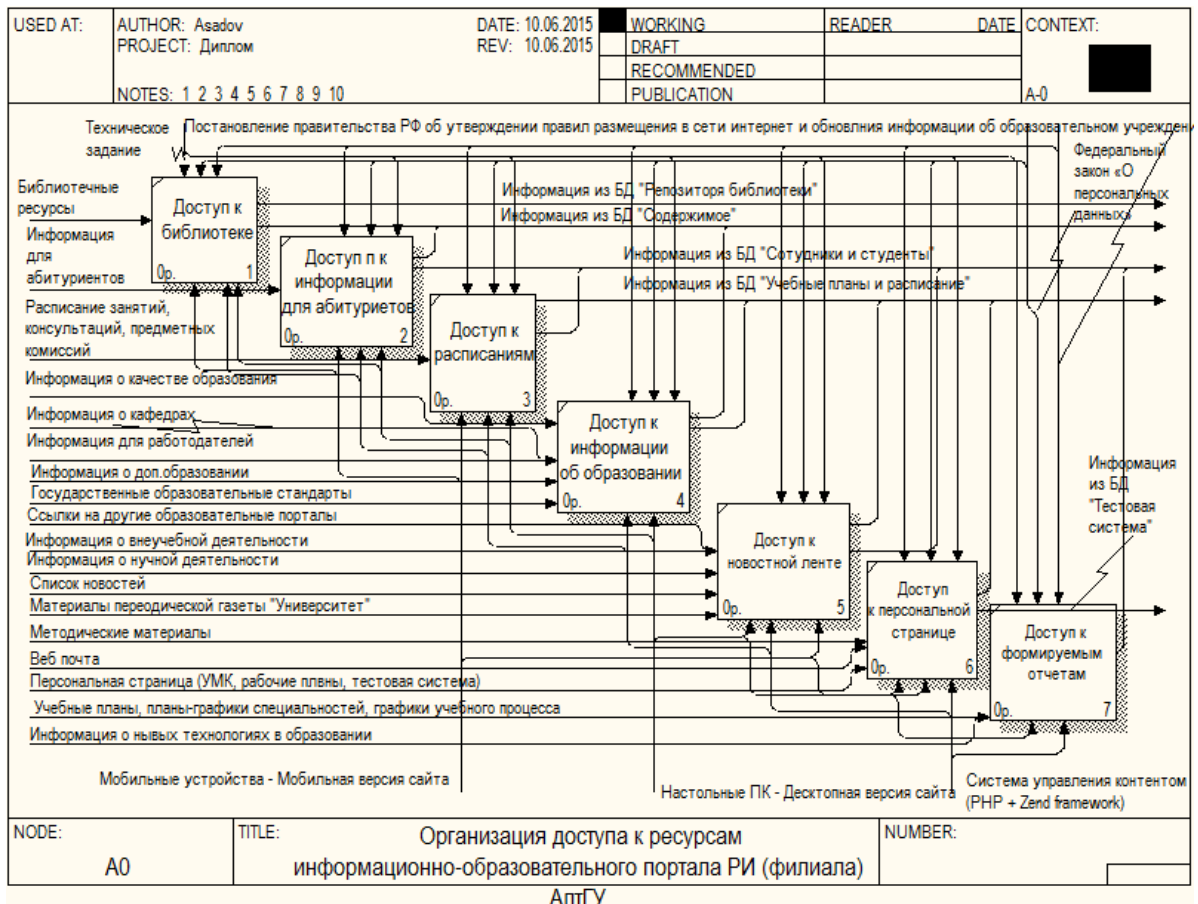 USED AT:
AUTHOR: Asadov
DATE: 10.06.2015
PROJECT: Диплом
REV: 10.06.2015
NOTES: 1 2 3 4 5 6 7 8 9 10
WORKING
DRAFT
RECOMMENDED
PUBLICATION
READER
DATE
CONTEXT:
A-0
Техническое
задание
Постановление правительства РФ об утверждении правил размещения в сети интернет и обновлния информации об образовательном учреждени
Федеральный
закон «О
персональных
данных»
Библиотечные
ресурсы
Информация
для
абитуриентов
Расписание занятий,
консультаций, предметных
комиссий
Информация о качестве образования
Информация о кафедрах
Информация для работодателей
Информация о доп.образовании
Государственные образовательные стандарты
Ссылки на другие образовательные порталы
Информация о внеучебной деятельности
Информация о нучной деятельности
Список новостей
Материалы переодической газеты "Университет"
Методические материалы
Веб почта
Персональная страница (УМК, рабочие плвны, тестовая система)
Учебные планы, планы-графики специальностей, графики учебного процесса
Информация о нывых технологиях в образовании
Доступ к
библиотеке
0р.
1
Доступ п к
информации
для абитуриетов
0р.
2
Доступ к
расписаниям
0р.
3
Доступ к
информации
об образовании
0р.
4
Доступ к
новостной ленте
0р.
5
Доступ
к персональной
странице
0р.
6
Доступ к
формируемым
отчетам
0р.
7
Информация из БД "Репозиторя библиотеки"
Информация из БД "Содержимое"
Информация из БД "Сотудники и студенты"
Информация из БД "Учебные планы и расписание"
Информация
из БД
"Тестовая
система"
Мобильные устройства - Мобильная версия сайта
Настольные ПК - Десктопная версия сайта
Система управления контентом
(PHP + Zend framework)
NODE:
A0
TITLE:
Организация доступа к ресурсам
информационно-образовательного портала РИ (филиала)
АлтГУ
NUMBER: